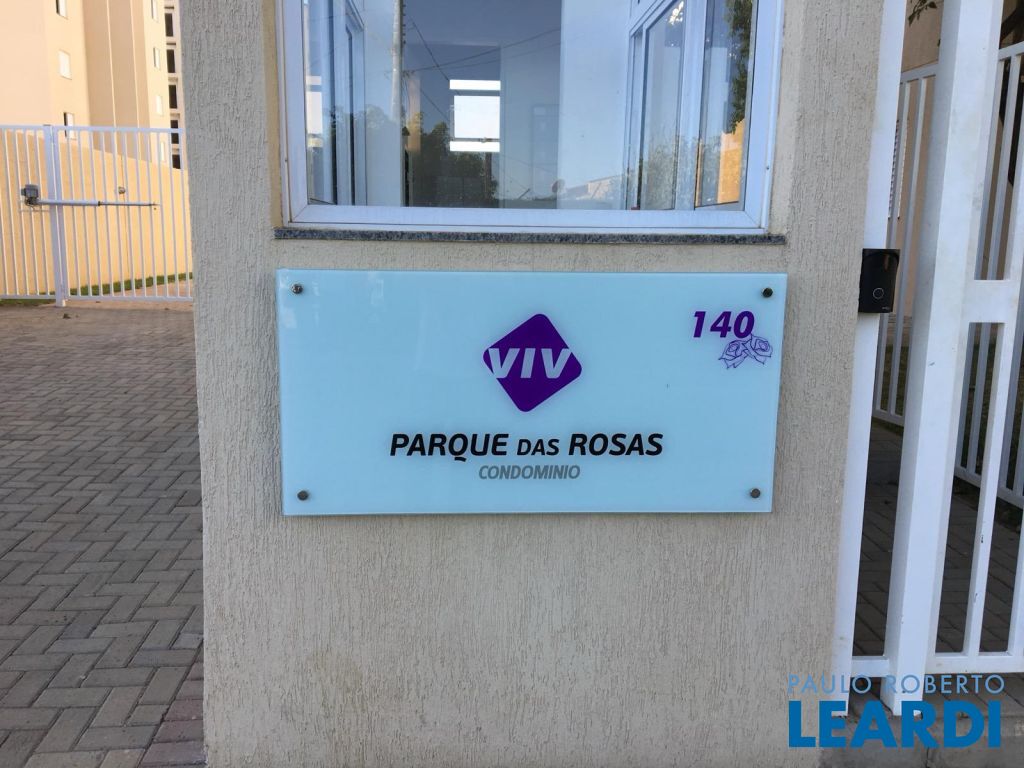 140
VIV
PARQUE DAS ROSAS
CONDOMINIO
PAULO ROBERTO
LEARDI